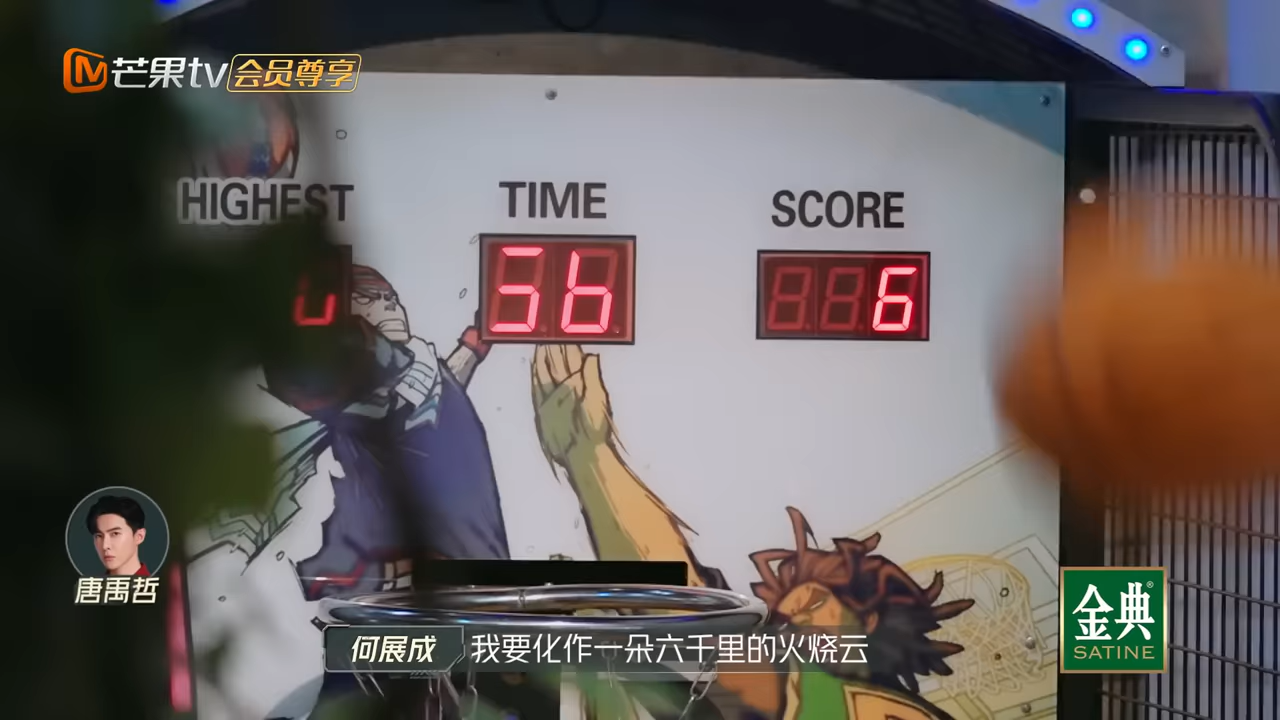 芒果tv会员尊享
HIGHEST
TIME
SCORE
56
6
唐禹哲
何展成 我要化作一朵六千里的火烧云
金典®
SATINE